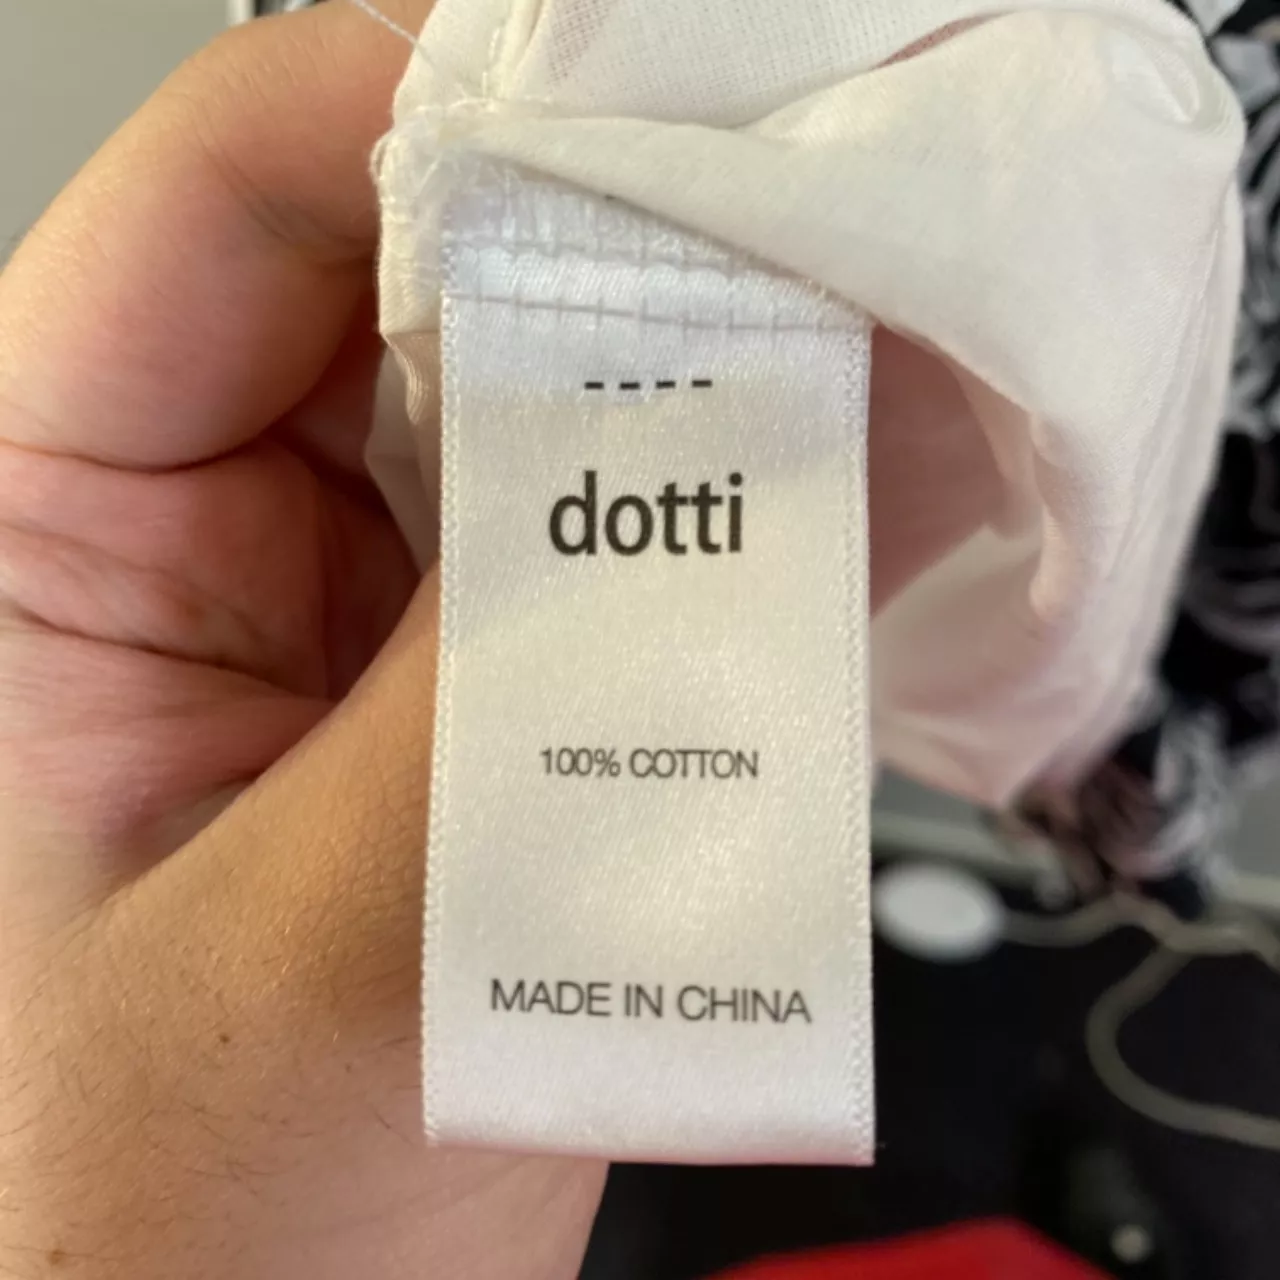 ----
dotti
100% COTTON
MADE IN CHINA